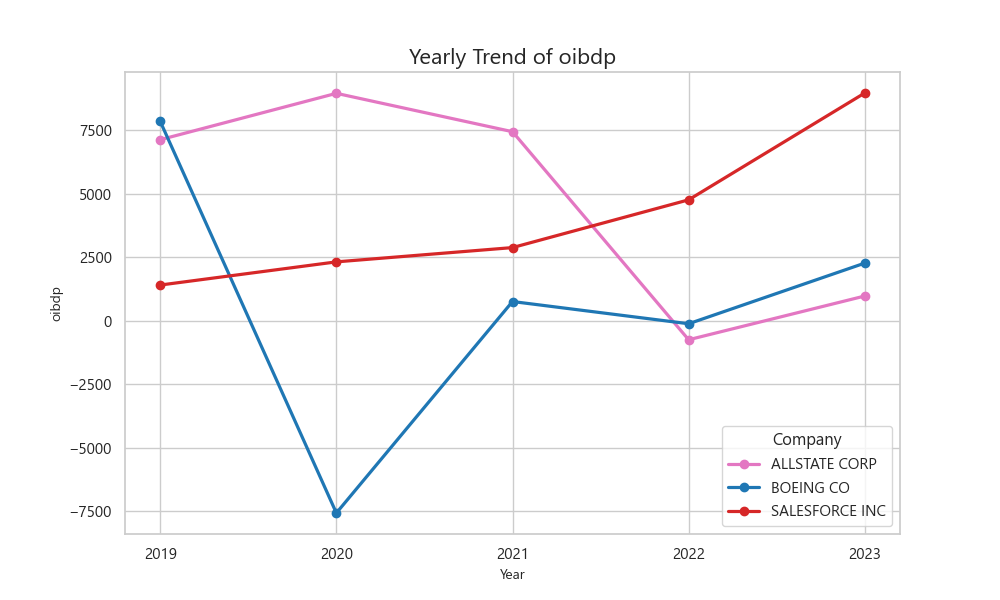 Yearly Trend of oibdp
oibdp
7500
5000
2500
0
−2500
−5000
−7500
2019
2020
2021
2022
2023
Year
Company
ALLSTATE CORP
BOEING CO
SALESFORCE INC